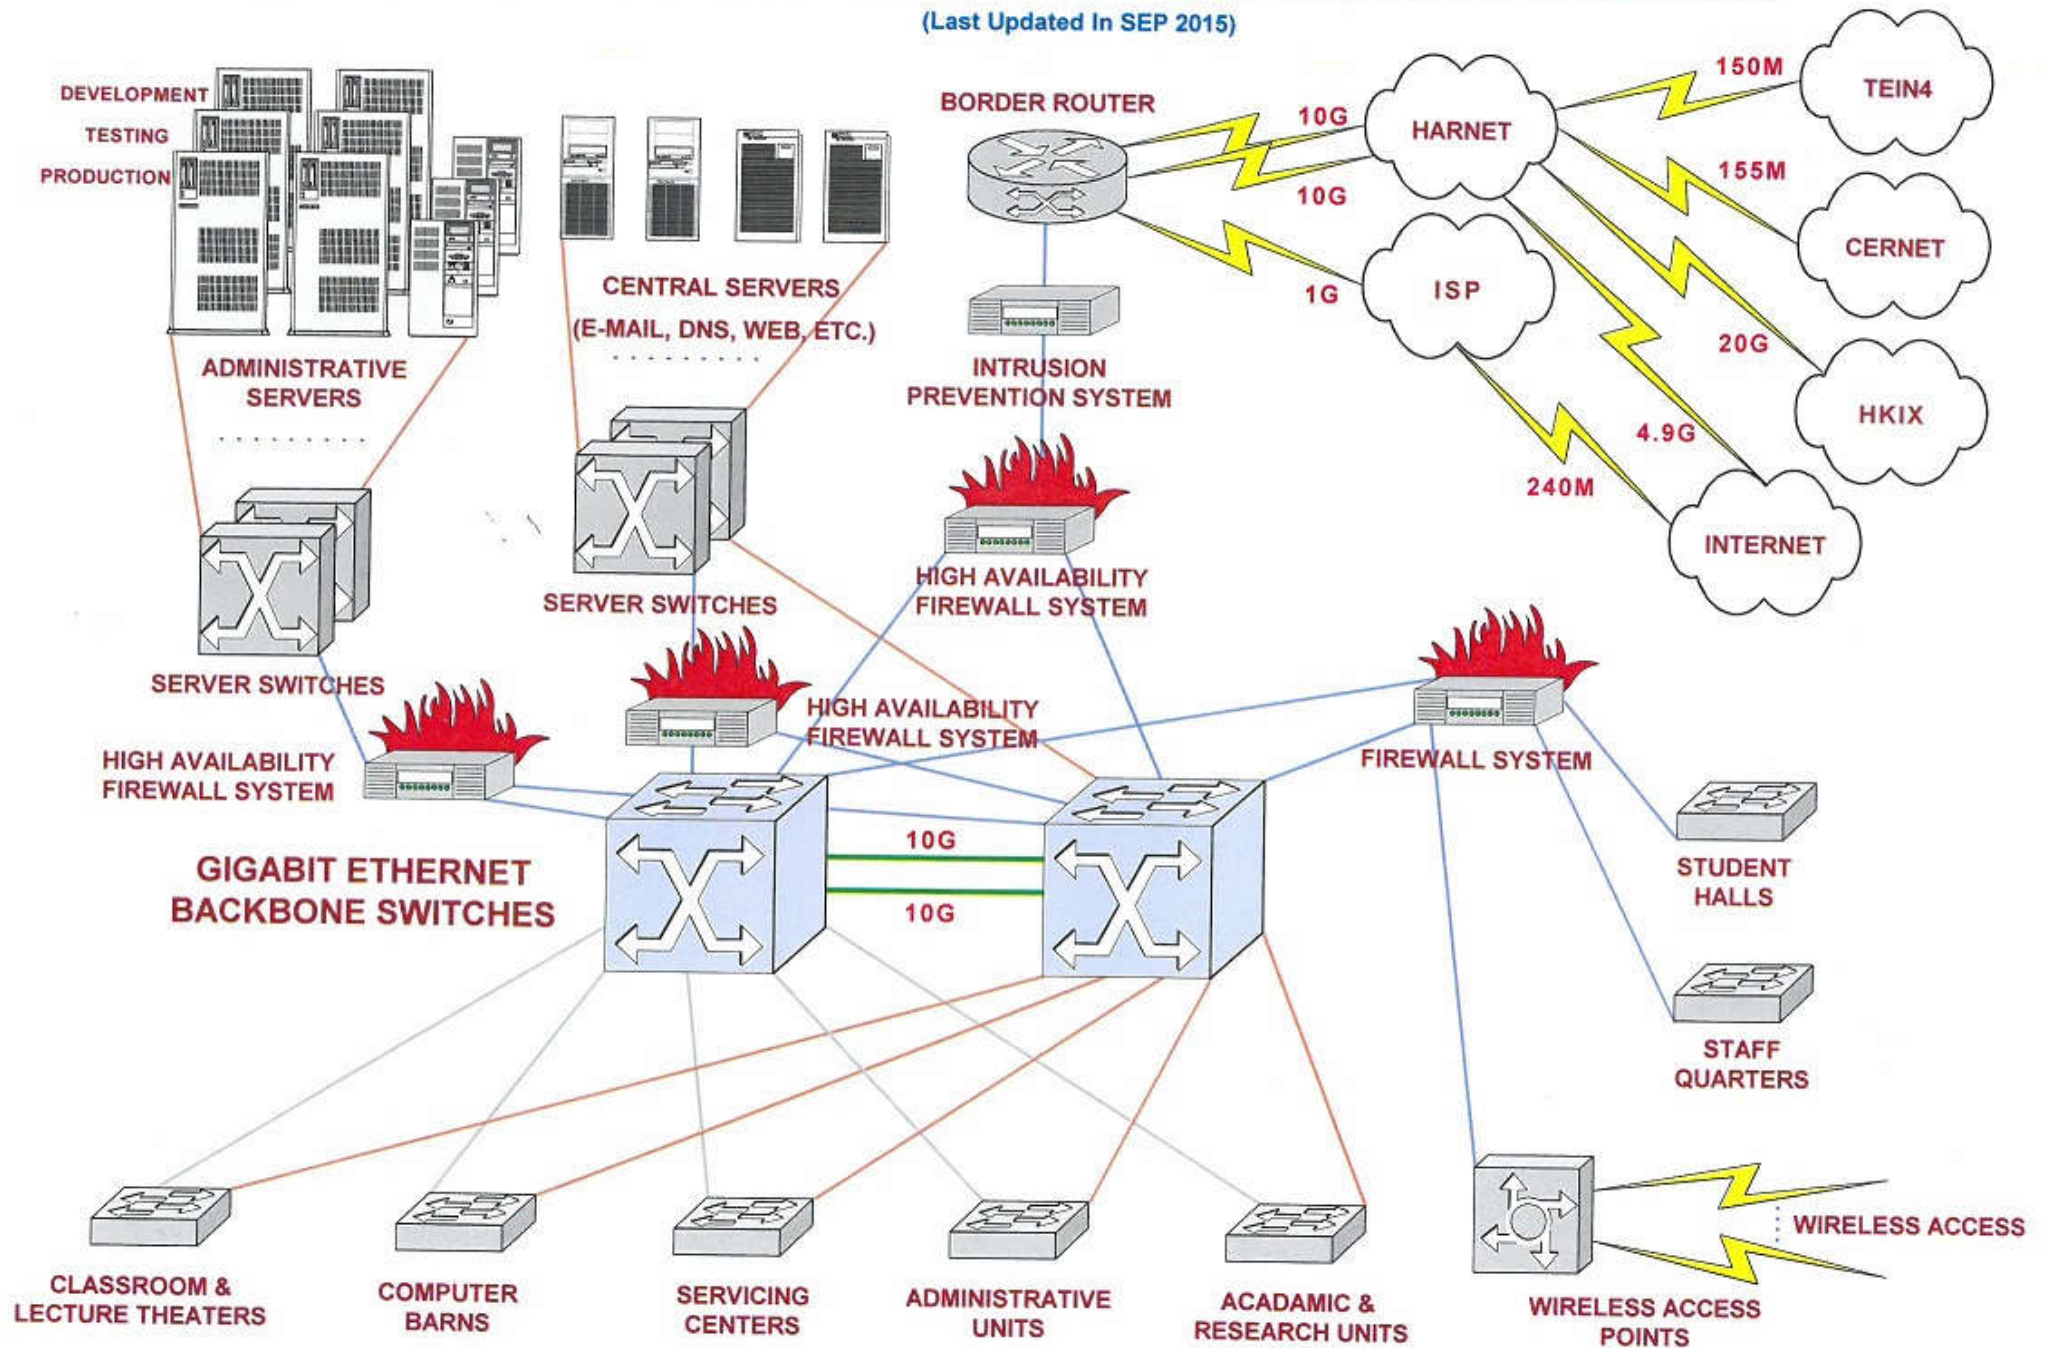 (Last Updated In SEP 2015)
DEVELOPMENT
TESTING
PRODUCTION
ADMINISTRATIVE
SERVERS
CENTRAL SERVERS
(E-MAIL, DNS, WEB, ETC.)
BORDER ROUTER
10G
10G
1G
HARNET
ISP
150M
TEIN4
155M
CERNET
20G
HKIX
4.9G
240M
INTERNET
INTRUSION
PREVENTION SYSTEM
SERVER SWITCHES
SERVER SWITCHES
HIGH AVAILABILITY
FIREWALL SYSTEM
HIGH AVAILABILITY
FIREWALL SYSTEM
HIGH AVAILABILITY
FIREWALL SYSTEM
FIREWALL SYSTEM
GIGABIT ETHERNET
BACKBONE SWITCHES
10G
10G
STUDENT
HALLS
STAFF
QUARTERS
WIRELESS ACCESS
WIRELESS ACCESS
POINTS
CLASSROOM &
LECTURE THEATERS
COMPUTER
BARNS
SERVICING
CENTERS
ADMINISTRATIVE
UNITS
ACADAMIC &
RESEARCH UNITS